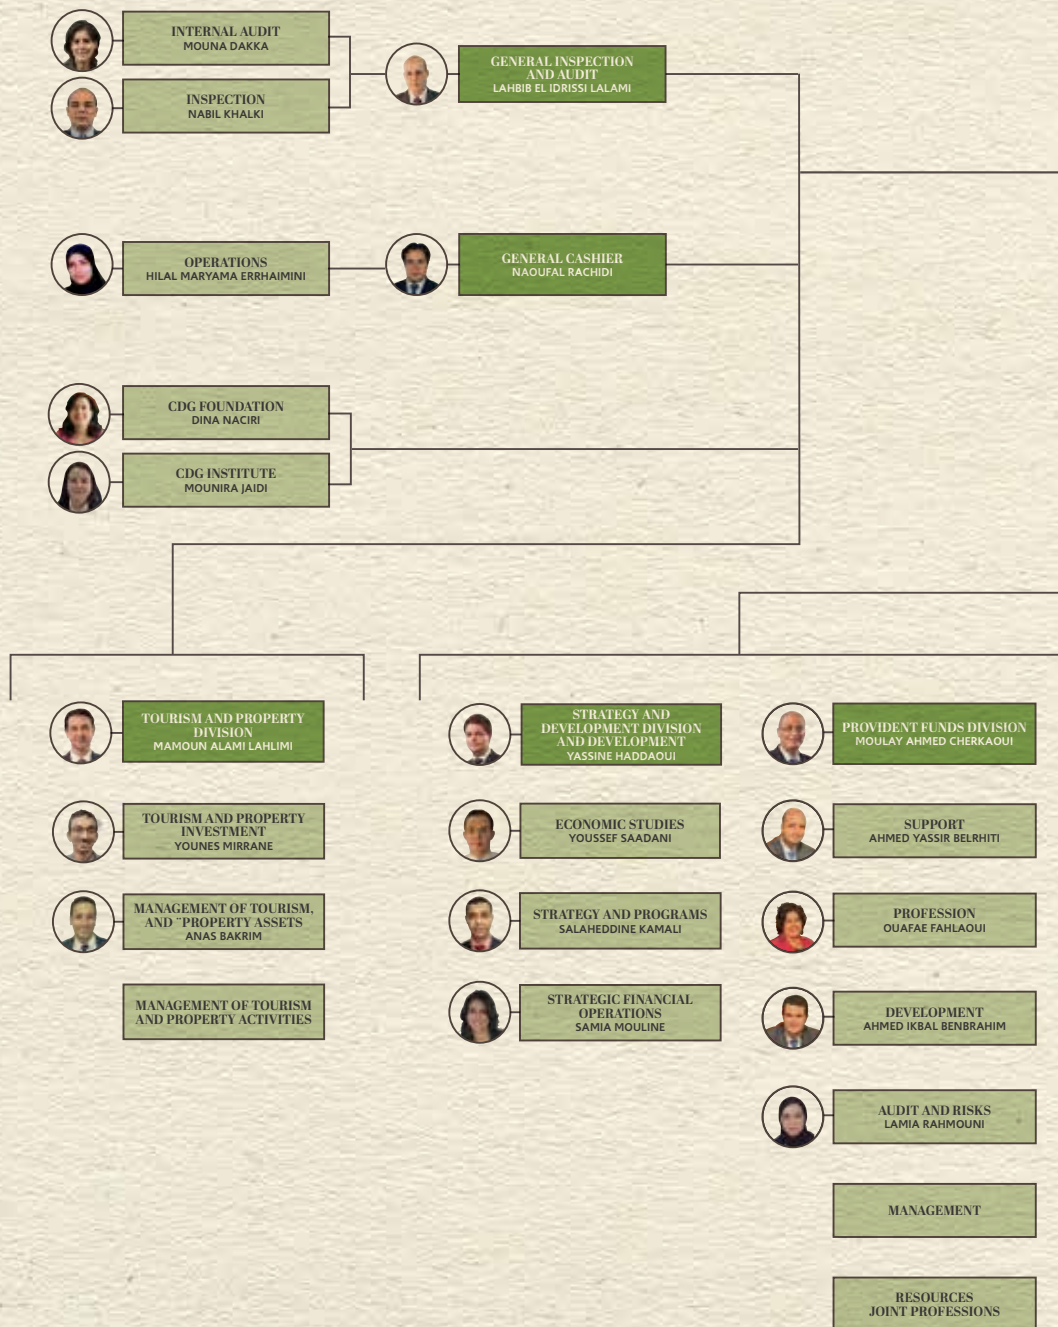 INTERNAL AUDIT
MOUNA DAKKA
INSPECTION
NABIL KHALKI
GENERAL INSPECTION
AND AUDIT
LAHBIB EL IDRISSI LALAMI
OPERATIONS
HILAL MARYAMA ERRHAIMINI
GENERAL CASHIER
NAOUFAL RACHIDI
CDG FOUNDATION
DINA NACIRI
CDG INSTITUTE
MOUNIRA JAIDI
TOURISM AND PROPERTY
DIVISION
MAMOUN ALAMI LAHLIMI
TOURISM AND PROPERTY
INVESTMENT
YOUNES MIRRANE
MANAGEMENT OF TOURISM,
AND ¨PROPERTY ASSETS
ANAS BAKRIM
MANAGEMENT OF TOURISM
AND PROPERTY ACTIVITIES
STRATEGY AND
DEVELOPMENT DIVISION
AND DEVELOPMENT
YASSINE HADDAOUI
ECONOMIC STUDIES
YOUSSEF SAADANI
STRATEGY AND PROGRAMS
SALAHEDDINE KAMALI
STRATEGIC FINANCIAL
OPERATIONS
SAMIA MOULINE
PROVIDENT FUNDS DIVISION
MOULAY AHMED CHERKAOUI
SUPPORT
AHMED YASSIR BELRHITI
PROFESSION
OUAFAE FAHLAOUI
DEVELOPMENT
AHMED IKBAL BENBRAHIM
AUDIT AND RISKS
LAMIA RAHMOUNI
MANAGEMENT
RESOURCES
JOINT PROFESSIONS